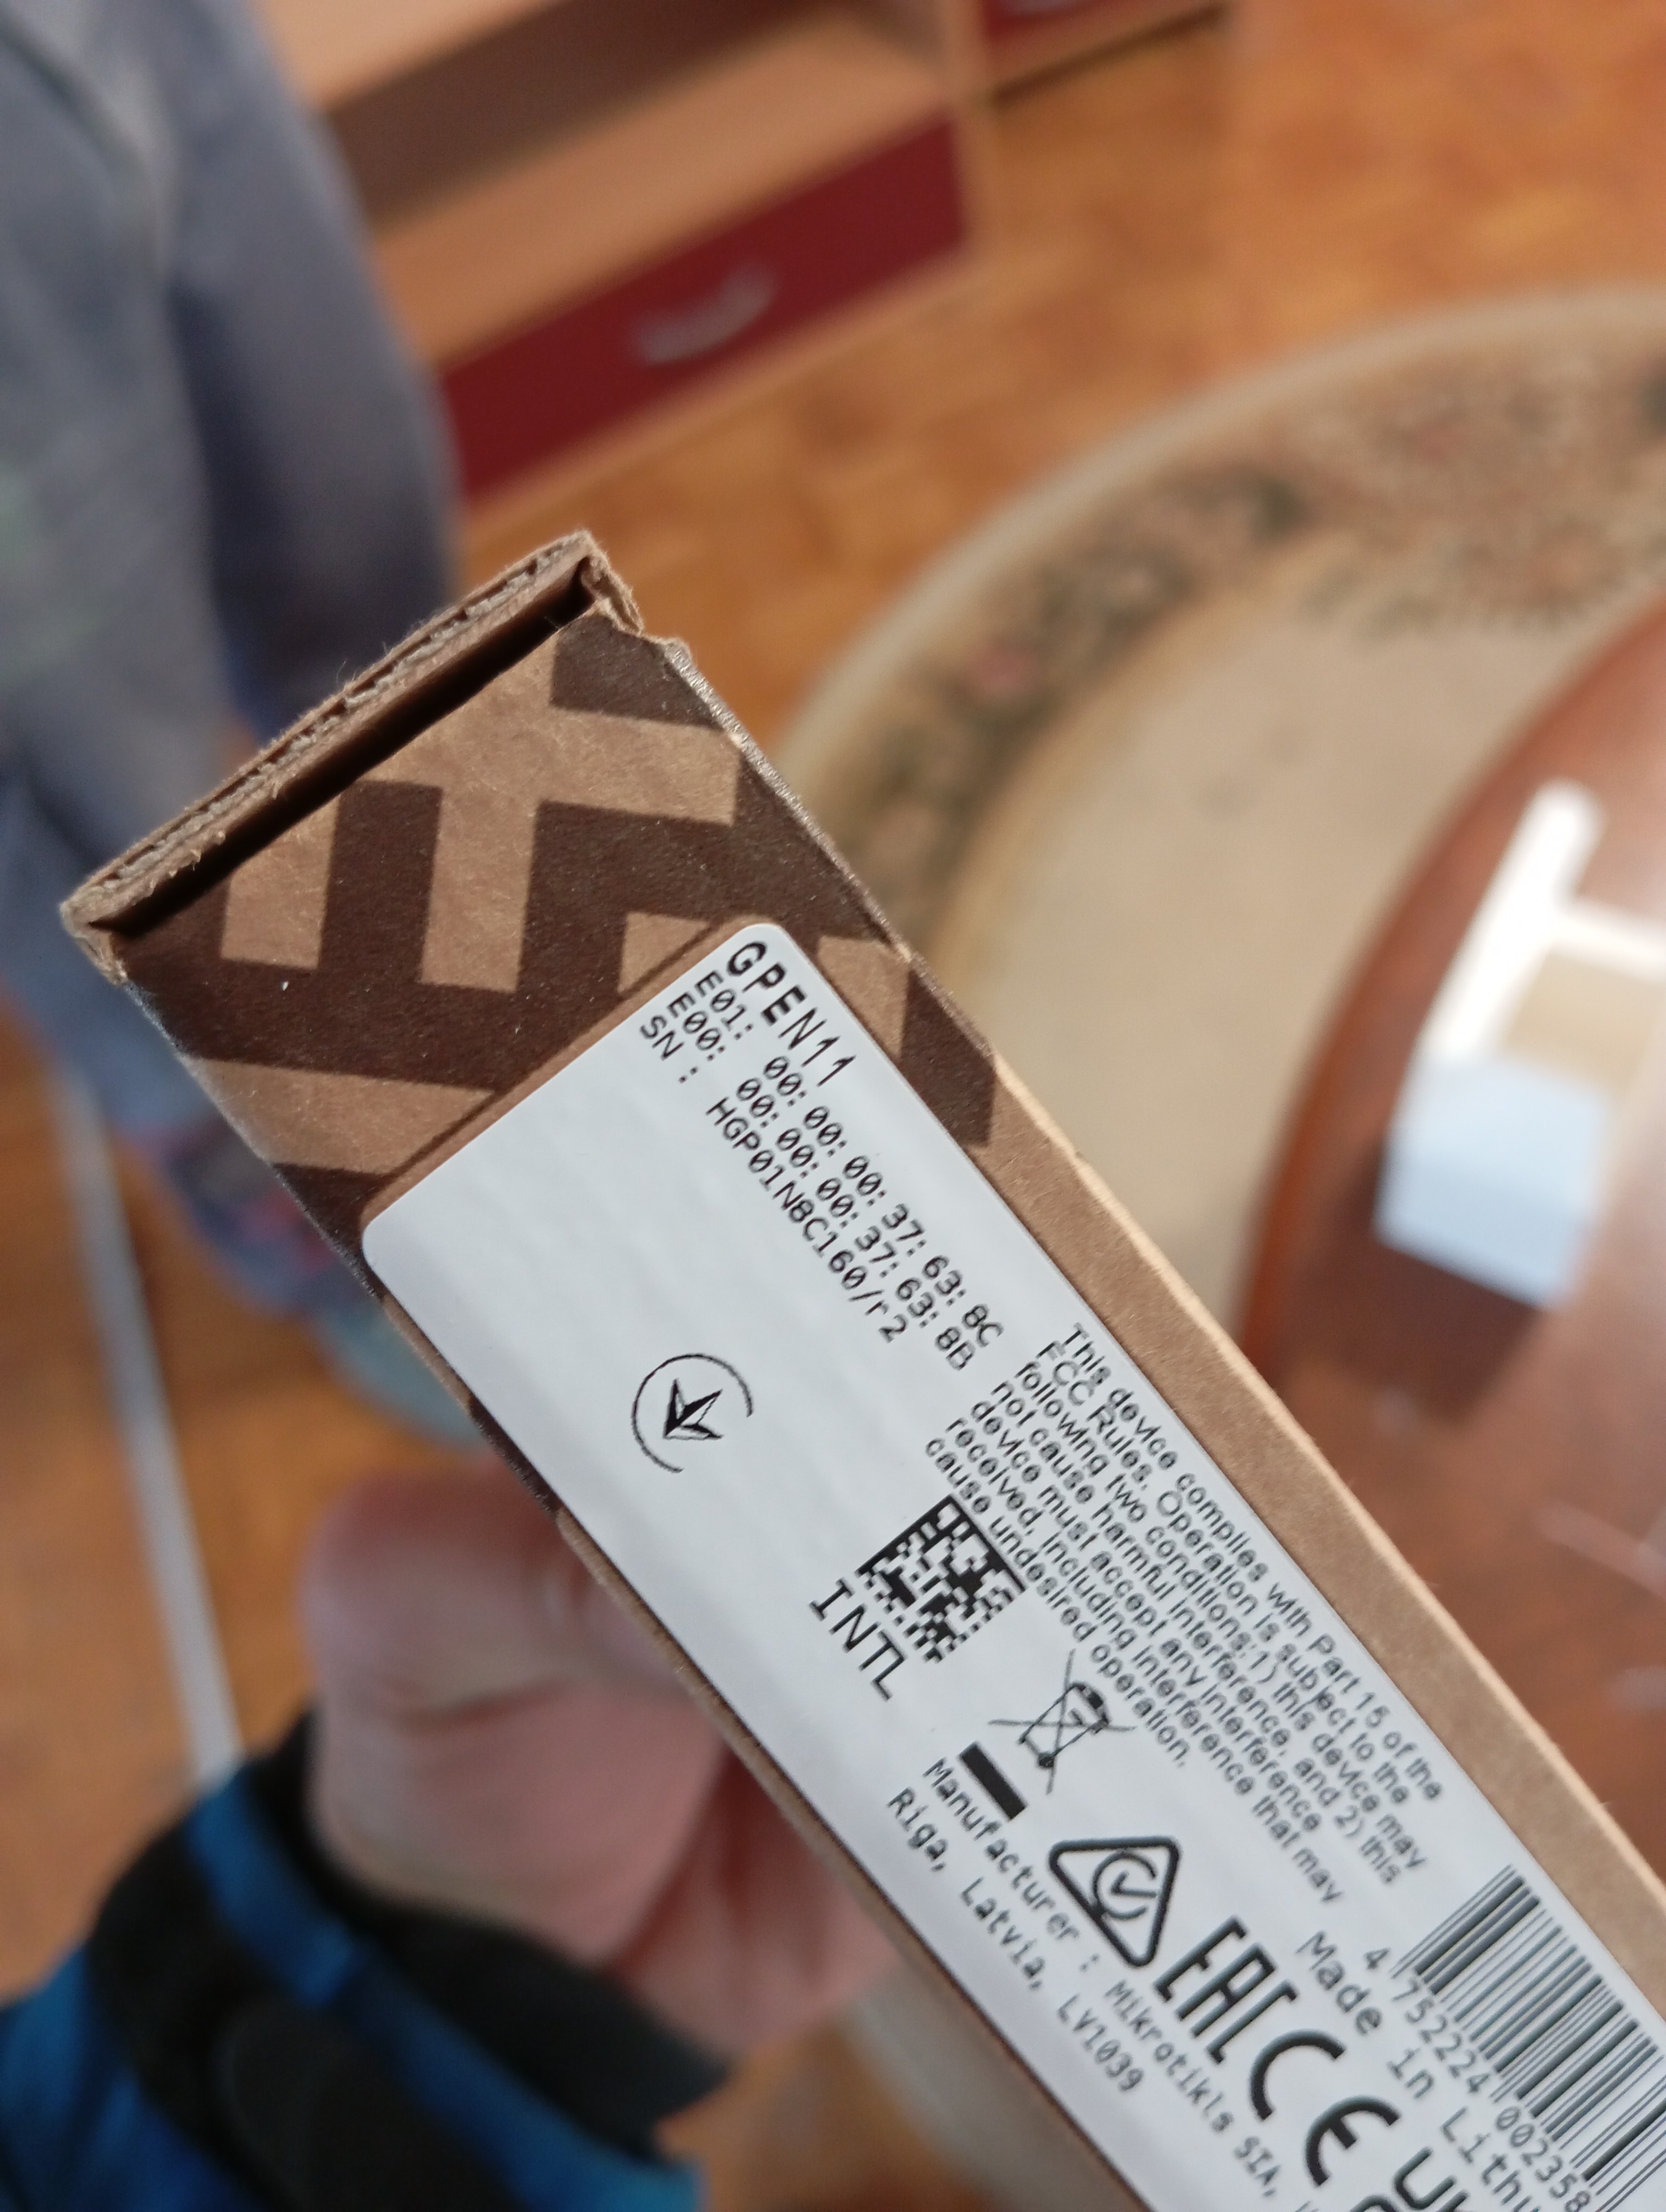 GPEN11
E01: 00:00:00:37:63:8C
E00: 00:00:00:37:63:8B
SN : HGP01N8C160/r2
This device complies with Part 15 of the
FCC Rules. Operation is subject to the
following two conditions:1) this device may
not cause harmful interference, and 2) this
device must accept any interference
received, including interference that may
cause undesired operation.
INTL
Manufacturer : Mikrotikls SIA,
Riga, Latvia, LV1039
EAC CE
4 752224 002358
Made in